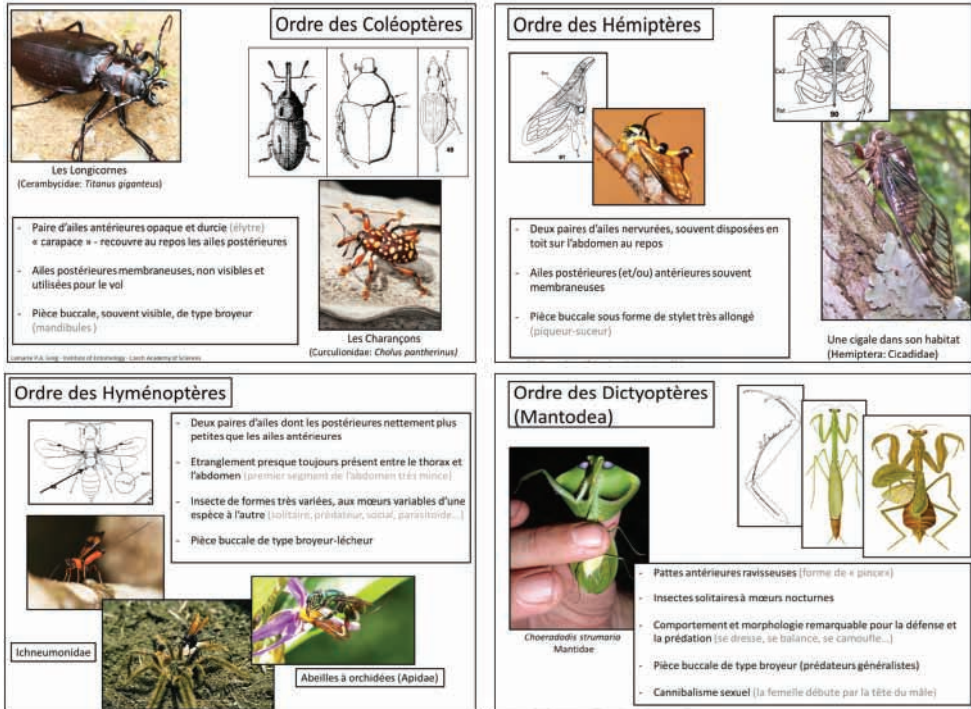 Ordre des Coléoptères
Les Longicornes
(Cerambycidae: Titanus giganteus)
- Paire d'ailes antérieures opaque et durcie (élytre)
« carapace » - recouvre au repos les ailes postérieures
- Ailes postérieures membraneuses, non visibles et
utilisées pour le vol
- Pièce buccale, souvent visible, de type broyeur
(mandibules )
Les Charançons
(Curculionidae: Cholus pantherinus)
Ordre des Hémiptères
90
- Deux paires d'ailes nervurées, souvent disposées en
toit sur l'abdomen au repos
- Ailes postérieures (et/ou) antérieures souvent
membraneuses
- Pièce buccale sous forme de stylet très allongé
(piqueur-suceur)
Une cigale dans son habitat
(Hemiptera: Cicadidae)
Ordre des Hyménoptères
- Deux paires d'ailes dont les postérieures nettement plus
petites que les ailes antérieures
- Etranglement presque toujours présent entre le thorax et
l'abdomen (premier segment de l'abdomen très mince)
- Insecte de formes très variées, aux mœurs variables d'une
espèce à l'autre (solitaire, prédateur, social, parasitoïde...)
- Pièce buccale de type broyeur-lécheur
Ichneumonidae
Abeilles à orchidées (Apidae)
Ordre des Dictyoptères
(Mantodea)
Choeradodis strumaria
Mantidae
- Pattes antérieures ravisseuses (forme de « pince»)
- Insectes solitaires à mœurs nocturnes
- Comportement et morphologie remarquable pour la défense et
la prédation (se dresse, se balance, se camoufle...)
- Pièce buccale de type broyeur (prédateurs généralistes)
- Cannibalisme sexuel (la femelle débute par la tête du mâle)